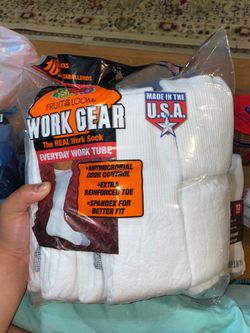 FRUIT OF THE LOOM
WORK GEAR
The REAL Work Sock
EVERYDAY WORK TUBE
•ANTIMICROBIAL
ODOR CONTROL
•EXTRA
REINFORCED TOE
•SPANDEX FOR
BETTER FIT
MADE IN THE
U.S.A.